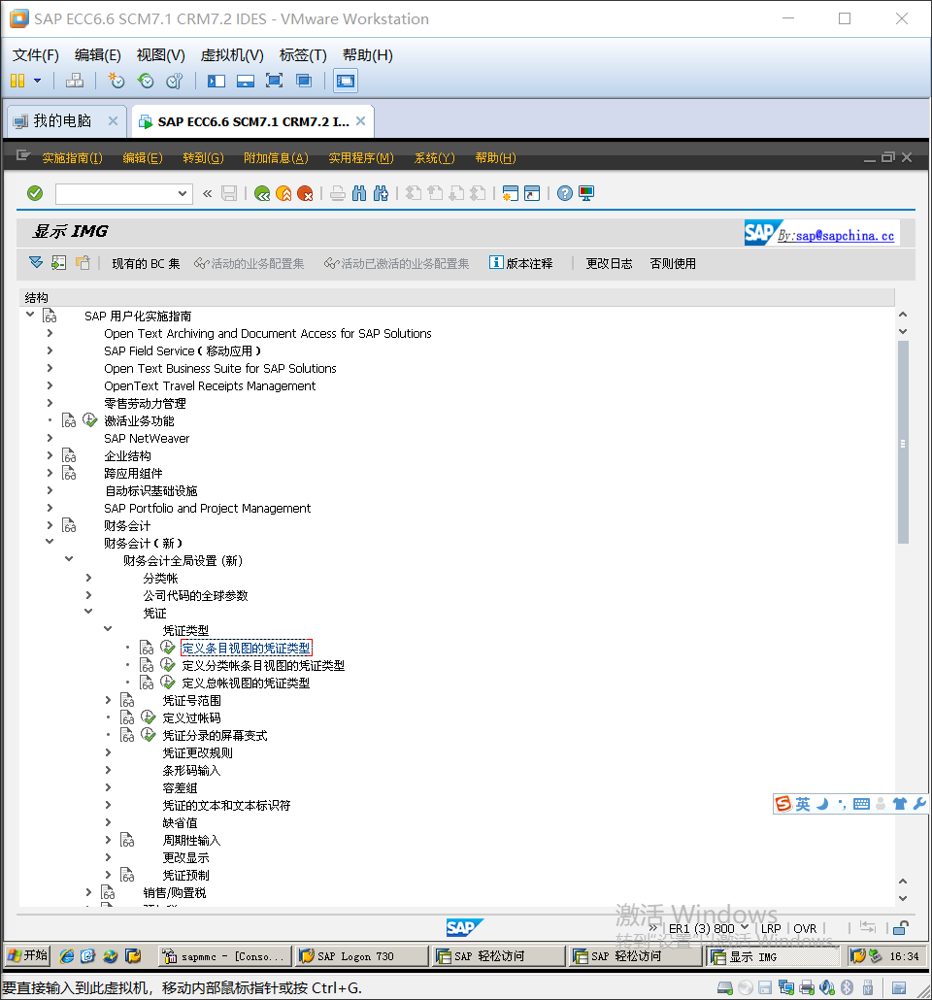 SAP ECC6.6 SCM7.1 CRM7.2 IDES - VMware Workstation
文件(F) 编辑(E) 视图(V) 虚拟机(V) 标签(T) 帮助(H)
我的电脑 SAP ECC6.6 SCM7.1 CRM7.2 I...
实施指南(I) 编辑(E) 转到(G) 附加信息(A) 实用程序(M) 系统(Y) 帮助(H)
显示 IMG
SAP By:sap@sapchina.cc
现有的 BC 集 活动的业务配置集 活动已激活的业务配置集 版本注释 更改日志 否则使用
结构
SAP 用户化实施指南
Open Text Archiving and Document Access for SAP Solutions
SAP Field Service ( 移动应用 )
Open Text Business Suite for SAP Solutions
OpenText Travel Receipts Management
零售劳动力管理
激活业务功能
SAP NetWeaver
企业结构
跨应用组件
自动标识基础设施
SAP Portfolio and Project Management
财务会计
财务会计 ( 新 )
财务会计全局设置 (新)
分类帐
公司代码的全球参数
凭证
凭证类型
定义条目视图的凭证类型
定义分类帐条目视图的凭证类型
定义总帐视图的凭证类型
凭证号范围
定义过帐码
凭证分录的屏幕变式
凭证更改规则
条形码输入
容差组
凭证的文本和文本标识符
缺省值
周期性输入
更改显示
凭证预制
销售/购置税
英
激活 Windows
转到"设置"以激活 Windows
SAP
ER1 (3) 800 LRP OVR
开始 sapmmc - [Conso... SAP Logon 730 SAP 轻松访问 SAP 轻松访问 显示 IMG 16:34
要直接输入到此虚拟机，移动内部鼠标指针或按 Ctrl+G.